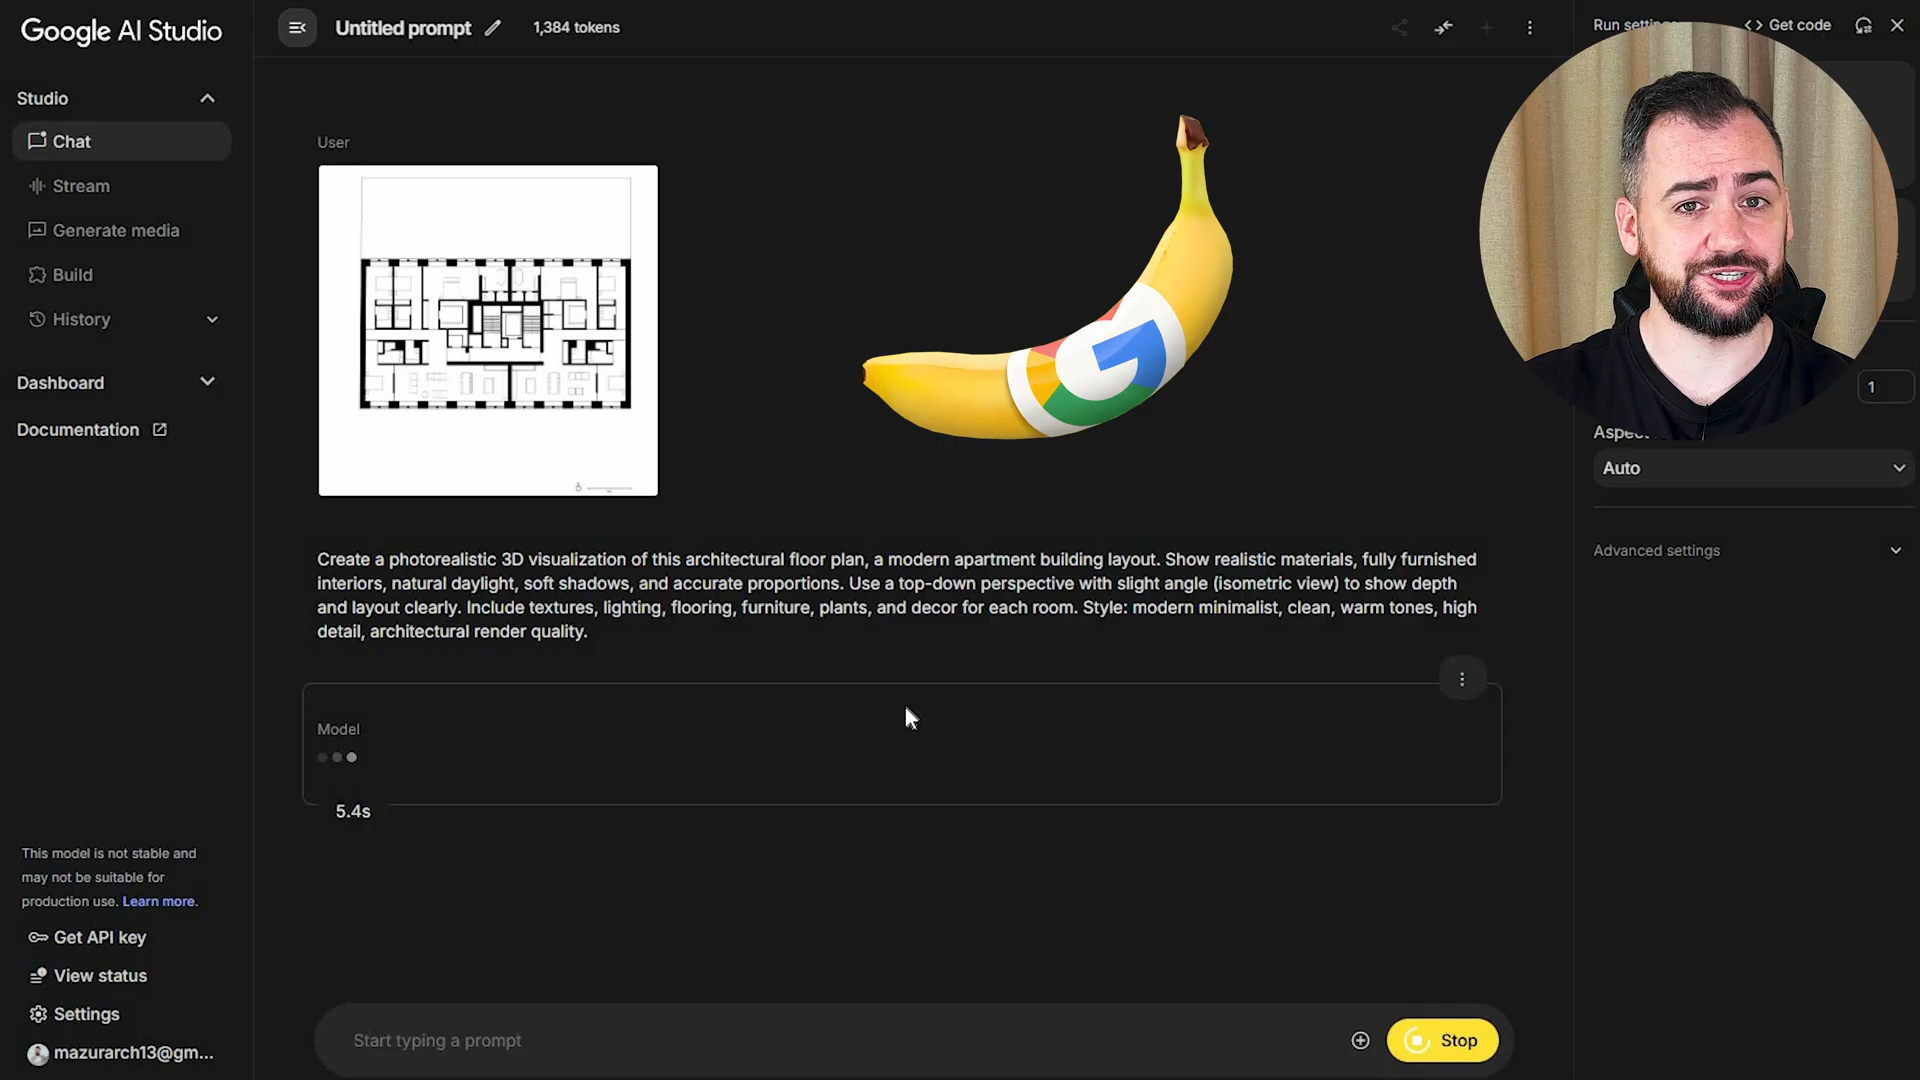 Google AI Studio
Studio
Chat
Stream
Generate media
Build
History
Dashboard
Documentation
This model is not stable and
may not be suitable for
production use. Learn more.
Get API key
View status
Settings
mazurarch13@gm...
Untitled prompt
1,384 tokens
User
Create a photorealistic 3D visualization of this architectural floor plan, a modern apartment building layout. Show realistic materials, fully furnished
interiors, natural daylight, soft shadows, and accurate proportions. Use a top-down perspective with slight angle (isometric view) to show depth
and layout clearly. Include textures, lighting, flooring, furniture, plants, and decor for each room. Style: modern minimalist, clean, warm tones, high
detail, architectural render quality.
Model
5.4s
Start typing a prompt
Stop
Run
Get code
1
Auto
Advanced settings